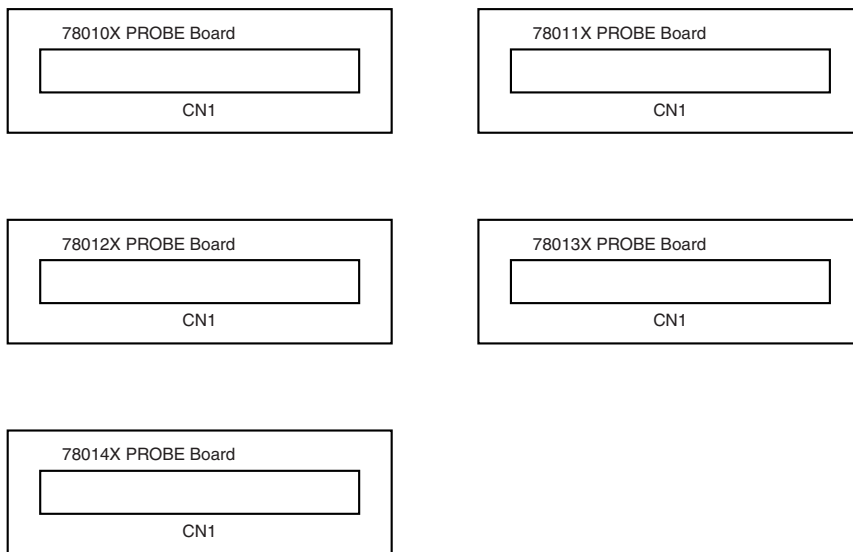 78010X PROBE Board
CN1
78011X PROBE Board
CN1
78012X PROBE Board
CN1
78013X PROBE Board
CN1
78014X PROBE Board
CN1